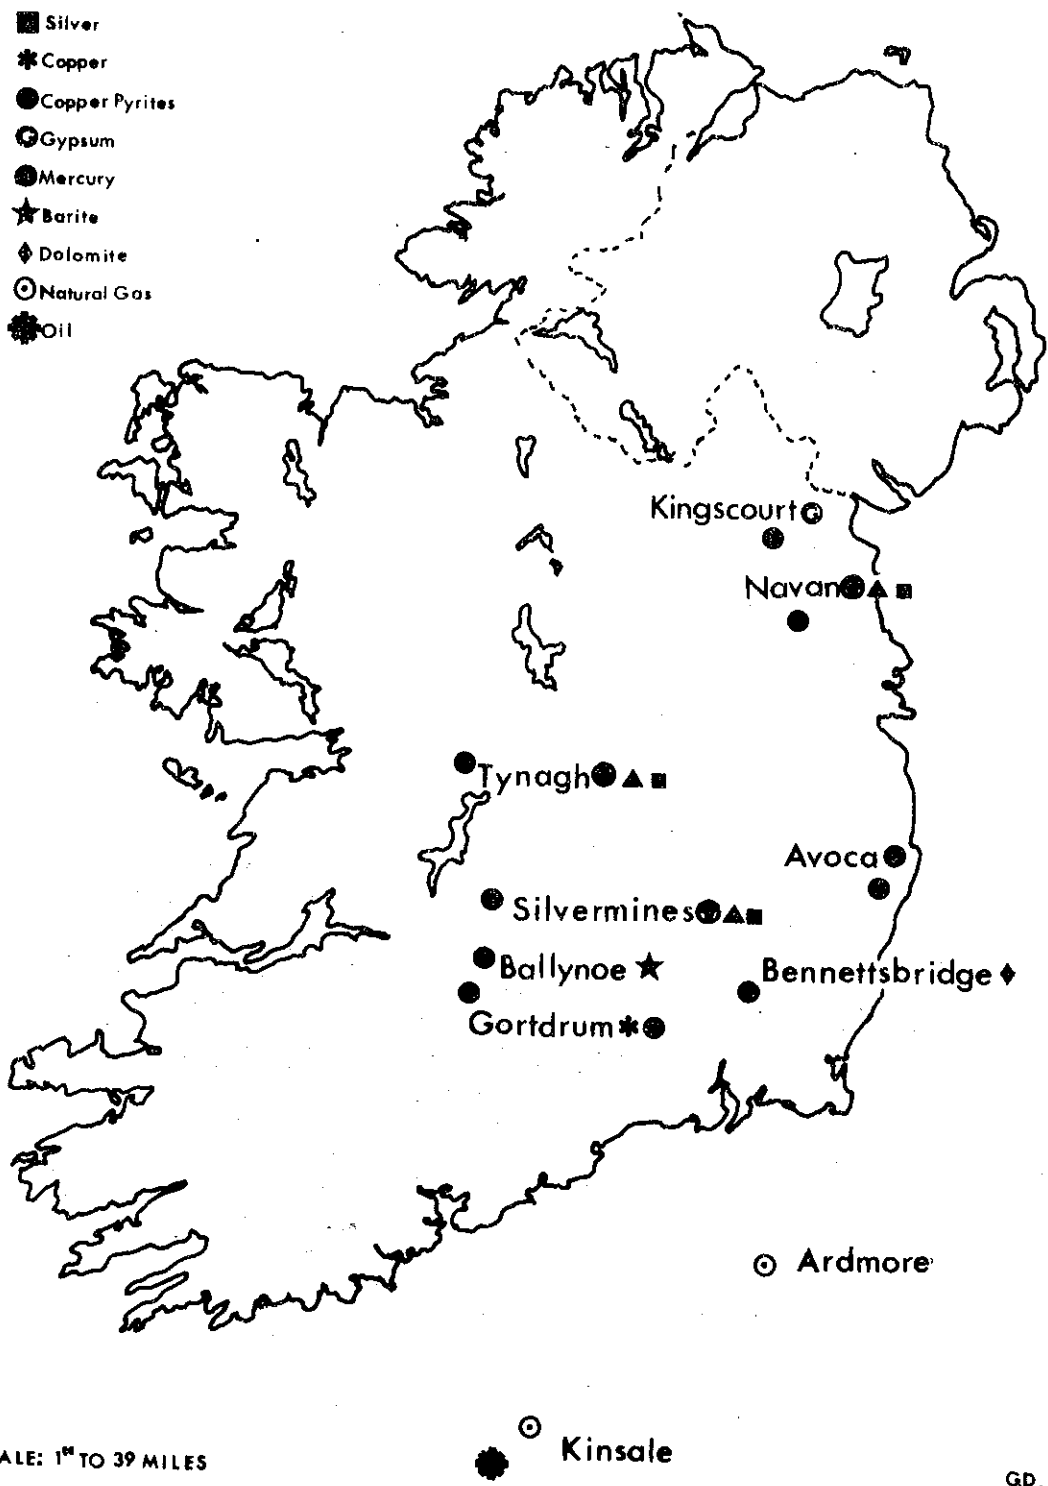 Silver
Copper
Copper Pyrites
Gypsum
Mercury
Barite
Dolomite
Natural Gas
Oil
Kingscourt
Navan
Tynagh
Avoca
Silvermines
Ballynoe
Bennettsbridge
Gortdrum
Ardmore
Kinsale
ALE: 1" TO 39 MILES
G.D.